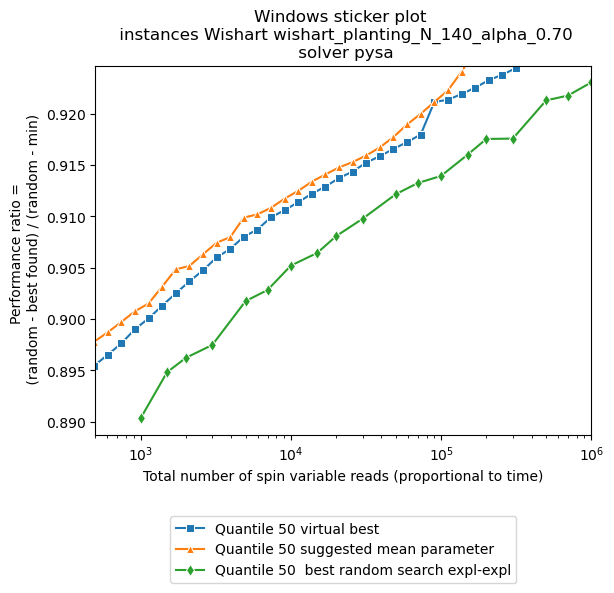 Windows sticker plot
instances Wishart wishart_planting_N_140_alpha_0.70
solver pysa
Performance ratio =
(random - best found) / (random - min)
0.920
0.915
0.910
0.905
0.900
0.895
0.890
10³
10⁴
10⁵
10⁶
Total number of spin variable reads (proportional to time)
Quantile 50 virtual best
Quantile 50 suggested mean parameter
Quantile 50  best random search expl-expl